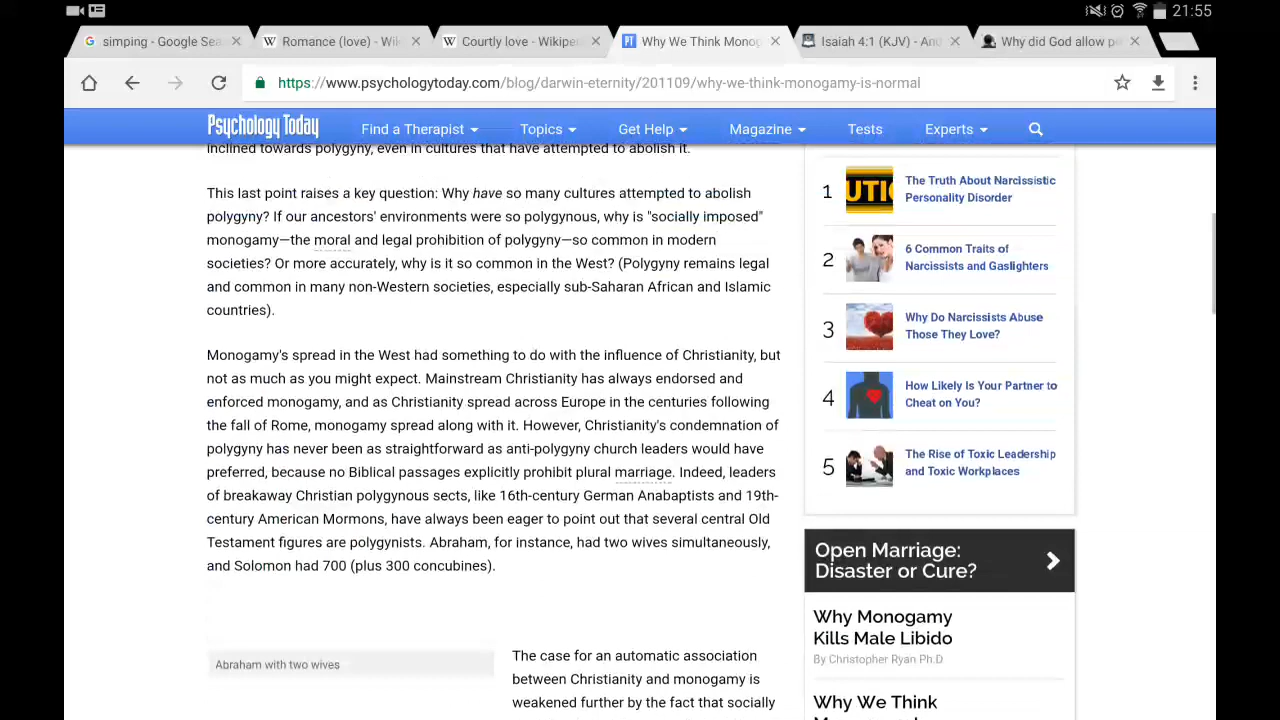 21:55
simping - Google Sea
Romance (love) - Wik
Courtly love - Wikipe
Why We Think Monog
Isaiah 4:1 (KJV) - An
Why did God allow p
https://www.psychologytoday.com/blog/darwin-eternity/201109/why-we-think-monogamy-is-normal
Psychology Today
Find a Therapist
Topics
Get Help
Magazine
Tests
Experts
inclined towards polygyny, even in cultures that have attempted to abolish it.
This last point raises a key question: Why have so many cultures attempted to abolish
polygyny? If our ancestors' environments were so polygynous, why is "socially imposed"
monogamy—the moral and legal prohibition of polygyny—so common in modern
societies? Or more accurately, why is it so common in the West? (Polygyny remains legal
and common in many non-Western societies, especially sub-Saharan African and Islamic
countries).
Monogamy's spread in the West had something to do with the influence of Christianity, but
not as much as you might expect. Mainstream Christianity has always endorsed and
enforced monogamy, and as Christianity spread across Europe in the centuries following
the fall of Rome, monogamy spread along with it. However, Christianity's condemnation of
polygyny has never been as straightforward as anti-polygyny church leaders would have
preferred, because no Biblical passages explicitly prohibit plural marriage. Indeed, leaders
of breakaway Christian polygynous sects, like 16th-century German Anabaptists and 19th-
century American Mormons, have always been eager to point out that several central Old
Testament figures are polygynists. Abraham, for instance, had two wives simultaneously,
and Solomon had 700 (plus 300 concubines).
Abraham with two wives
The case for an automatic association
between Christianity and monogamy is
weakened further by the fact that socially
1
UTI
The Truth About Narcissistic
Personality Disorder
2
6 Common Traits of
Narcissists and Gaslighters
3
Why Do Narcissists Abuse
Those They Love?
4
How Likely Is Your Partner to
Cheat on You?
5
The Rise of Toxic Leadership
and Toxic Workplaces
Open Marriage:
Disaster or Cure?
Why Monogamy
Kills Male Libido
By Christopher Ryan Ph.D
Why We Think